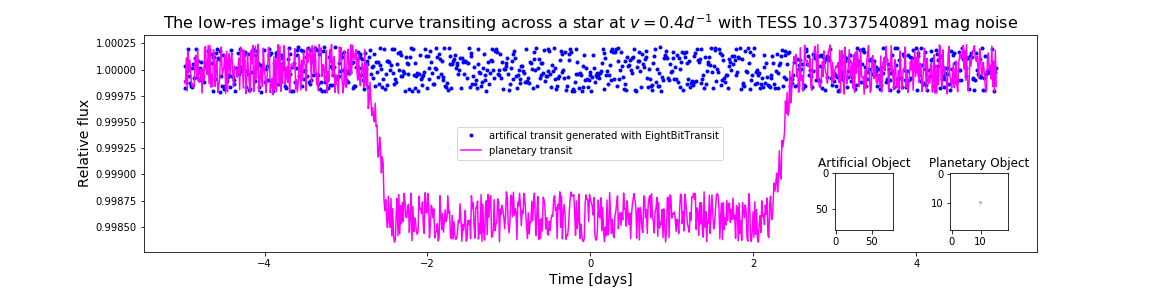 The low-res image's light curve transiting across a star at v = 0.4d⁻¹ with TESS 10.3737540891 mag noise
1.00025
1.00000
0.99975
0.99950
0.99925
0.99900
0.99875
0.99850
Relative flux
artifical transit generated with EightBitTransit
planetary transit
Artificial Object
0
50
0 50
Planetary Object
0
10
0 10
−4 −2 0 2 4
Time [days]